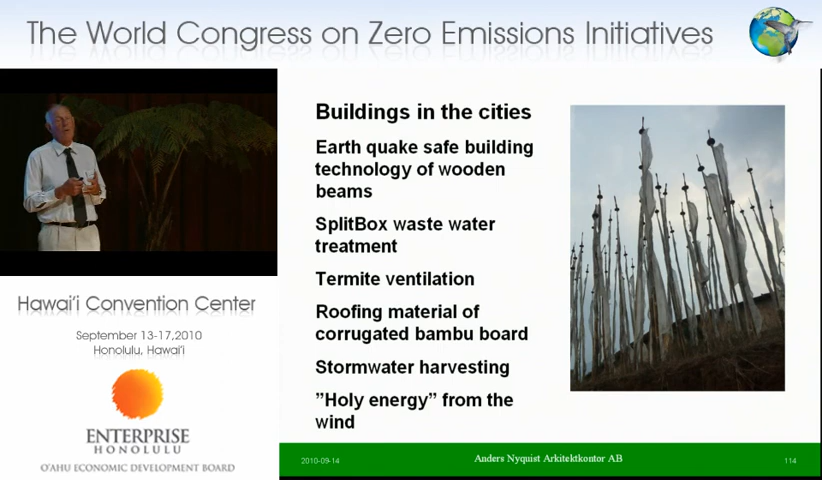 The World Congress on Zero Emissions Initiatives
Buildings in the cities
Earth quake safe building
technology of wooden
beams
SplitBox waste water
treatment
Termite ventilation
Roofing material of
corrugated bambu board
Stormwater harvesting
”Holy energy” from the
wind
Hawai‘i Convention Center
September 13-17,2010
Honolulu, Hawai‘i
ENTERPRISE
HONOLULU
O‘AHU ECONOMIC DEVELOPMENT BOARD
2010-09-14
Anders Nyquist Arkitektkontor AB
114